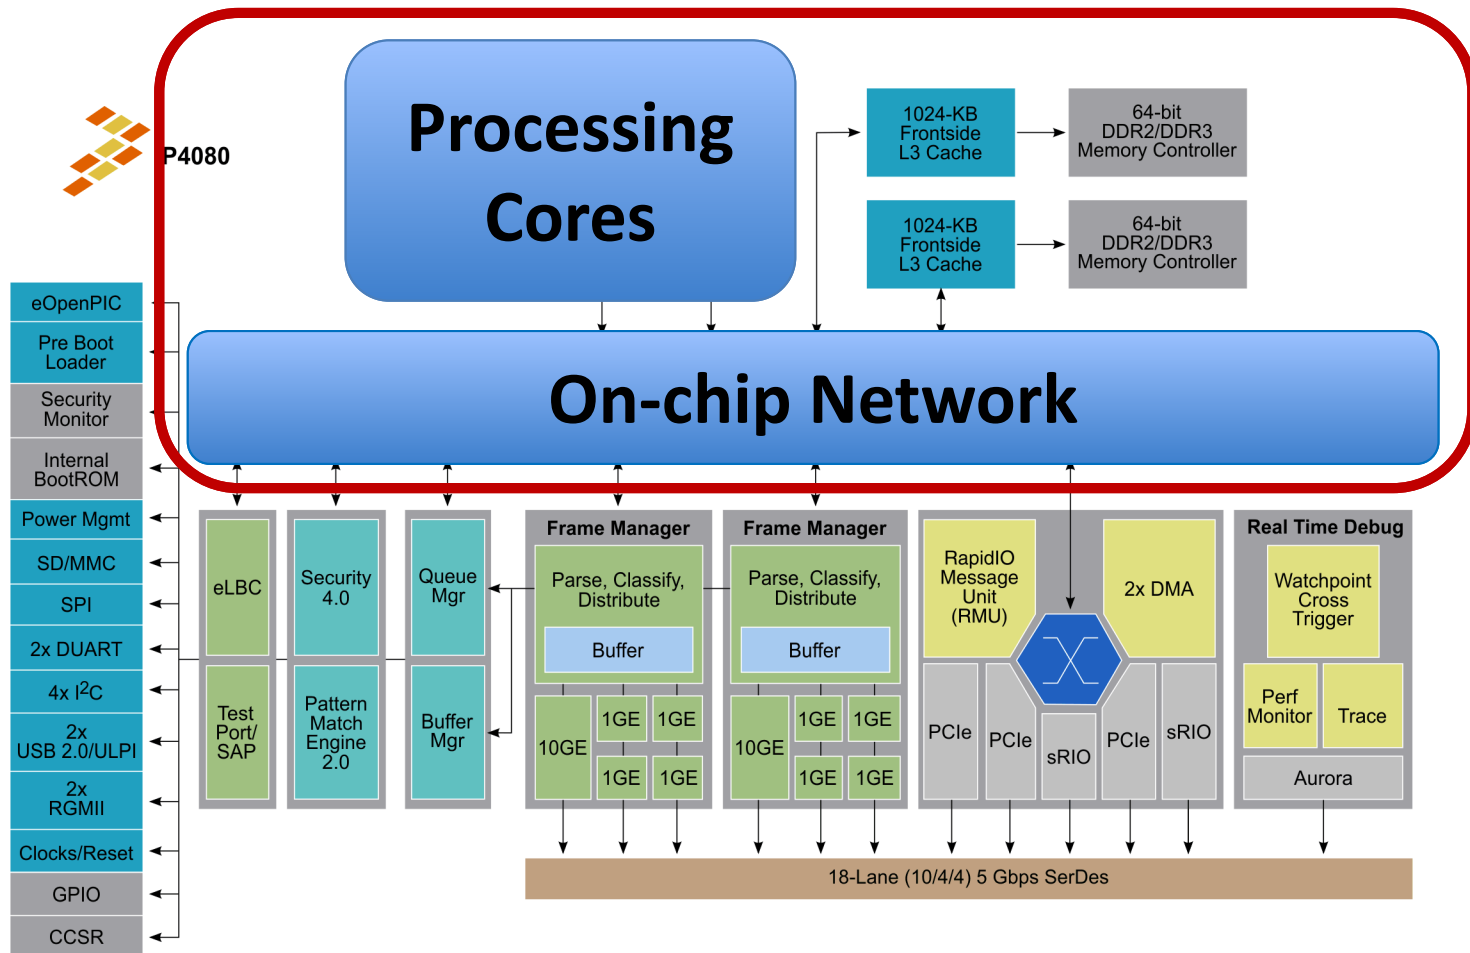 Processing
Cores
1024-KB
Frontside
L3 Cache
64-bit
DDR2/DDR3
Memory Controller
P4080
1024-KB
Frontside
L3 Cache
64-bit
DDR2/DDR3
Memory Controller
On-chip Network
eOpenPIC
Pre Boot
Loader
Security
Monitor
Internal
BootROM
Power Mgmt
SD/MMC
SPI
2x DUART
4x I2C
2x
USB 2.0/ULPI
2x
RGMII
Clocks/Reset
GPIO
CCSR
eLBC
Test
Port/
SAP
Security
4.0
Pattern
Match
Engine
2.0
Queue
Mgr
Buffer
Mgr
Frame Manager
Parse, Classify,
Distribute
Buffer
10GE
1GE
1GE
1GE
1GE
Frame Manager
Parse, Classify,
Distribute
Buffer
10GE
1GE
1GE
1GE
1GE
RapidIO
Message
Unit
(RMU)
2x DMA
PCIe
PCIe
sRIO
PCIe
sRIO
Real Time Debug
Watchpoint
Cross
Trigger
Perf
Monitor
Trace
Aurora
18-Lane (10/4/4) 5 Gbps SerDes